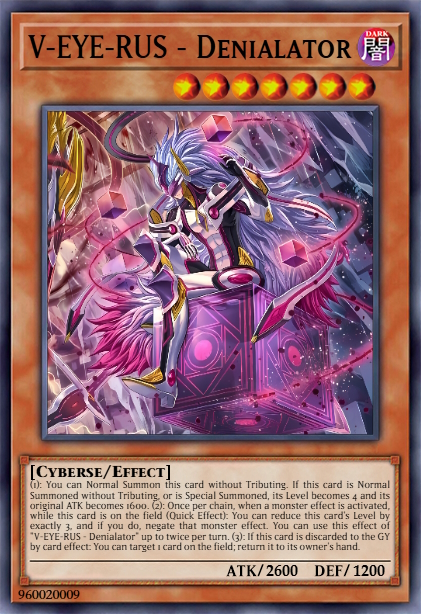 V-EYE-RUS - Denialator
DARK
闇
[Cyberse/Effect]
(1): You can Normal Summon this card without Tributing. If this card is Normal
Summoned without Tributing, or is Special Summoned, its Level becomes 4 and its
original ATK becomes 1600. (2): Once per chain, when a monster effect is activated,
while this card is on the field (Quick Effect): You can reduce this card's Level by
exactly 3, and if you do, negate that monster effect. You can use this effect of
"V-EYE-RUS - Denialator" up to twice per turn. (3): If this card is discarded to the GY
by card effect: You can target 1 card on the field; return it to its owner's hand.
ATK/2600 DEF/1200
960020009